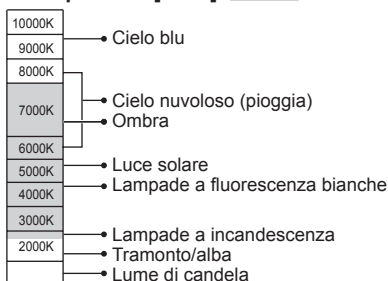 10000K
9000K
Cielo blu
8000K
7000K
Cielo nuvoloso (pioggia)
Ombra
6000K
5000K
Luce solare
4000K
Lampade a fluorescenza bianche
3000K
Lampade a incandescenza
2000K
Tramonto/alba
Lume di candela